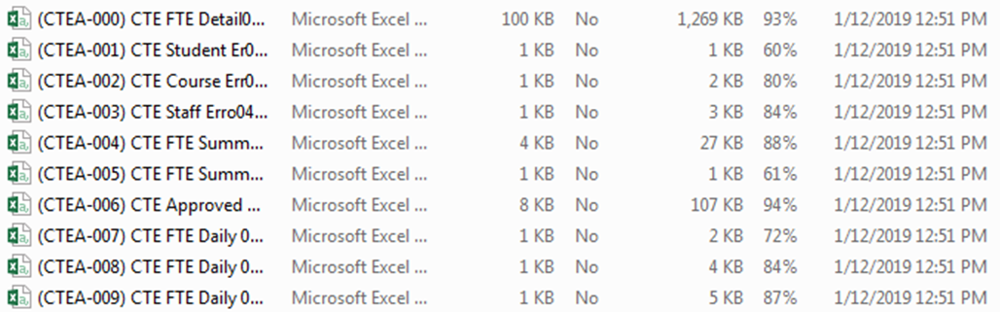 (CTEA-000) CTE FTE Detail0... Microsoft Excel ... 100 KB No 1,269 KB 93% 1/12/2019 12:51 PM
(CTEA-001) CTE Student Er0... Microsoft Excel ... 1 KB No 1 KB 60% 1/12/2019 12:51 PM
(CTEA-002) CTE Course Err0... Microsoft Excel ... 1 KB No 2 KB 80% 1/12/2019 12:51 PM
(CTEA-003) CTE Staff Erro04... Microsoft Excel ... 1 KB No 3 KB 84% 1/12/2019 12:51 PM
(CTEA-004) CTE FTE Summ... Microsoft Excel ... 4 KB No 27 KB 88% 1/12/2019 12:51 PM
(CTEA-005) CTE FTE Summ... Microsoft Excel ... 1 KB No 1 KB 61% 1/12/2019 12:51 PM
(CTEA-006) CTE Approved ... Microsoft Excel ... 8 KB No 107 KB 94% 1/12/2019 12:51 PM
(CTEA-007) CTE FTE Daily 0... Microsoft Excel ... 1 KB No 2 KB 72% 1/12/2019 12:51 PM
(CTEA-008) CTE FTE Daily 0... Microsoft Excel ... 1 KB No 4 KB 84% 1/12/2019 12:51 PM
(CTEA-009) CTE FTE Daily 0... Microsoft Excel ... 1 KB No 5 KB 87% 1/12/2019 12:51 PM